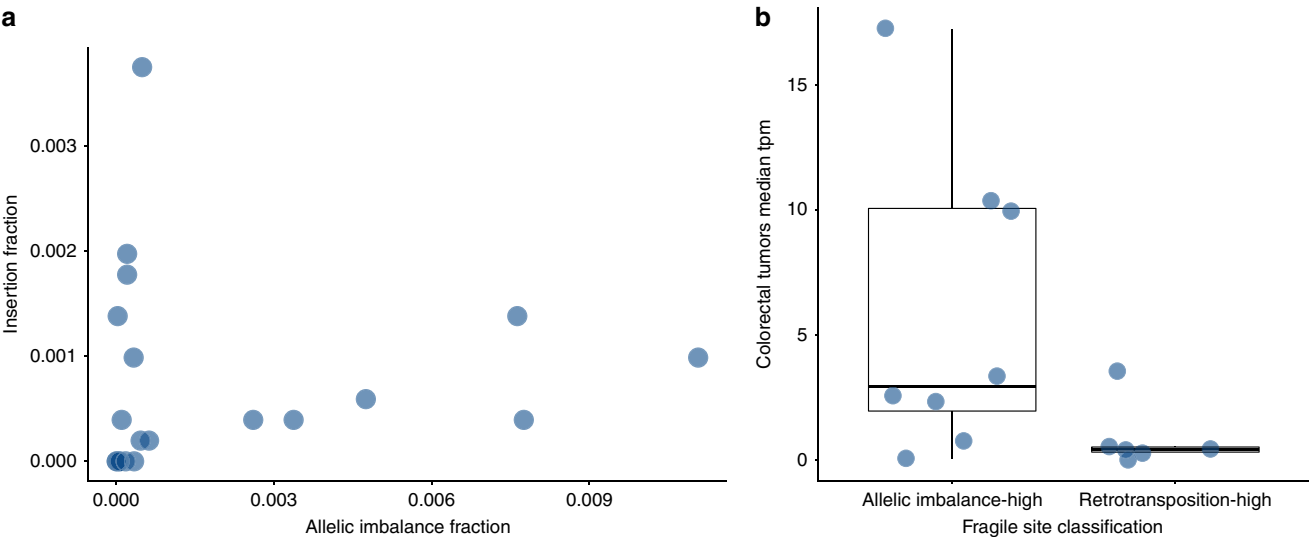 a
Insertion fraction
0.003
0.002
0.001
0.000
0.000 0.003 0.006 0.009
Allelic imbalance fraction
b
Colorectal tumors median tpm
15
10
5
0
Allelic imbalance-high Retrotransposition-high
Fragile site classification